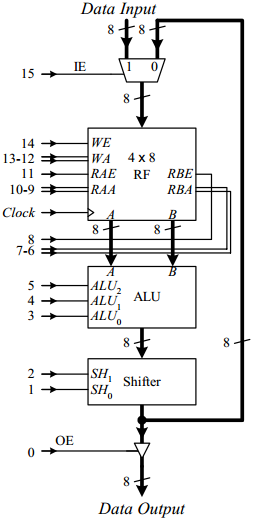 Data Input
8 8
1 0
15 IE
8
14 WE
13-12 WA 4 x 8
11 RAE RF RBE
10-9 RAA RBA
Clock A B
8 8 8
7-6
A B
5 ALU2 ALU
4 ALU1
3 ALU0
8 8
2 SH1 Shifter
1 SH0
0 OE
8
Data Output